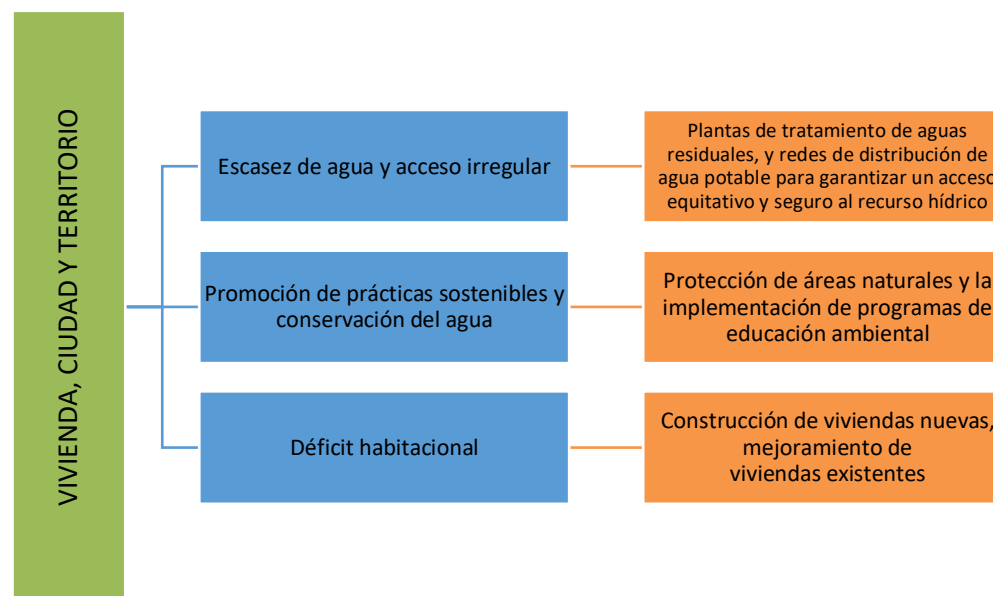 VIVIENDA, CIUDAD Y TERRITORIO
Escasez de agua y acceso irregular
Plantas de tratamiento de aguas
residuales, y redes de distribución de
agua potable para garantizar un acceso
equitativo y seguro al recurso hídrico
Promoción de prácticas sostenibles y
conservación del agua
Protección de áreas naturales y la
implementación de programas de
educación ambiental
Déficit habitacional
Construcción de viviendas nuevas,
mejoramiento de
viviendas existentes